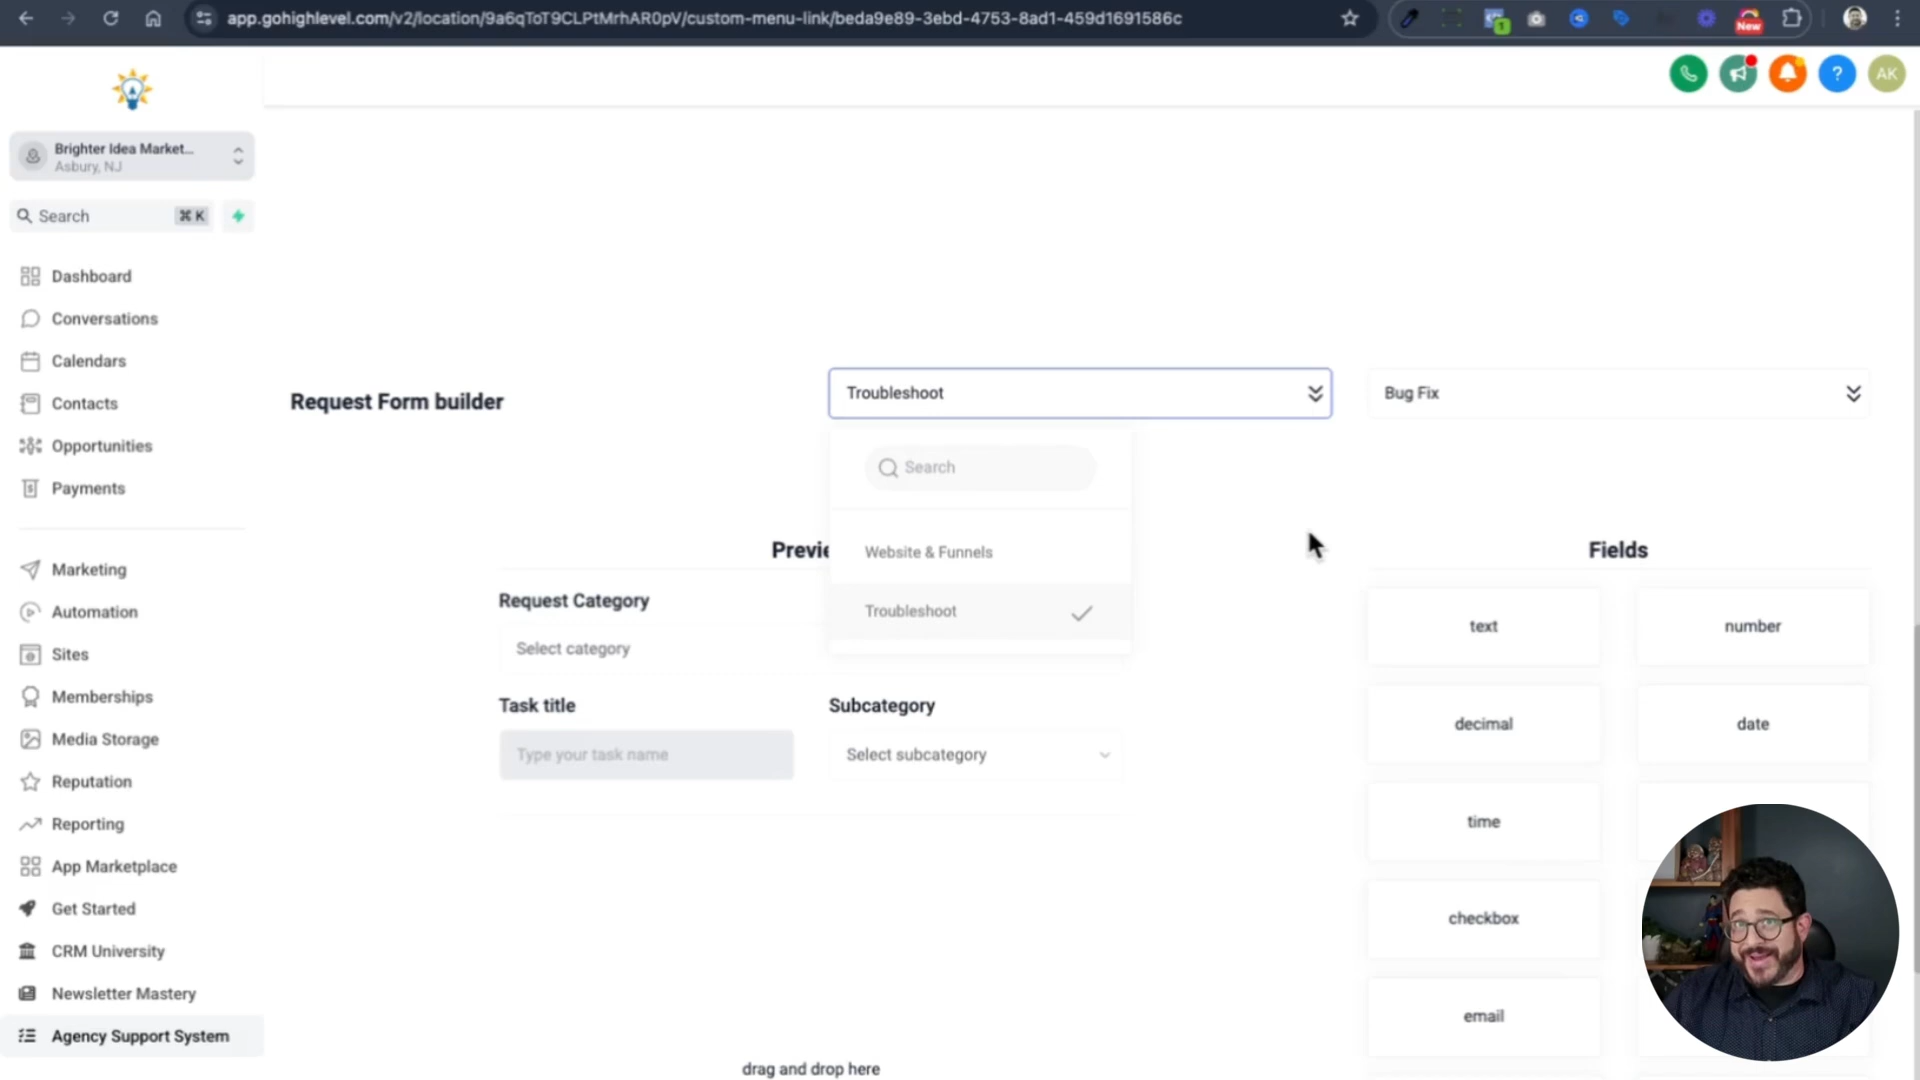 app.gohighlevel.com/v2/location/9a6qToT9CLPtMrhAR0pV/custom-menu-link/beda9e89-3ebd-4753-8ad1-459d1691586c
1
New
AK
Brighter Idea Market...
Asbury, NJ
Search
⌘ K
Dashboard
Conversations
Calendars
Contacts
Opportunities
Payments
Marketing
Automation
Sites
Memberships
Media Storage
Reputation
Reporting
App Marketplace
Get Started
CRM University
Newsletter Mastery
Agency Support System
Request Form builder
Troubleshoot
Bug Fix
Search
Website & Funnels
Troubleshoot
Request Category
Select category
Task title
Subcategory
Type your task name
Select subcategory
drag and drop here
Fields
text
number
decimal
date
time
checkbox
email